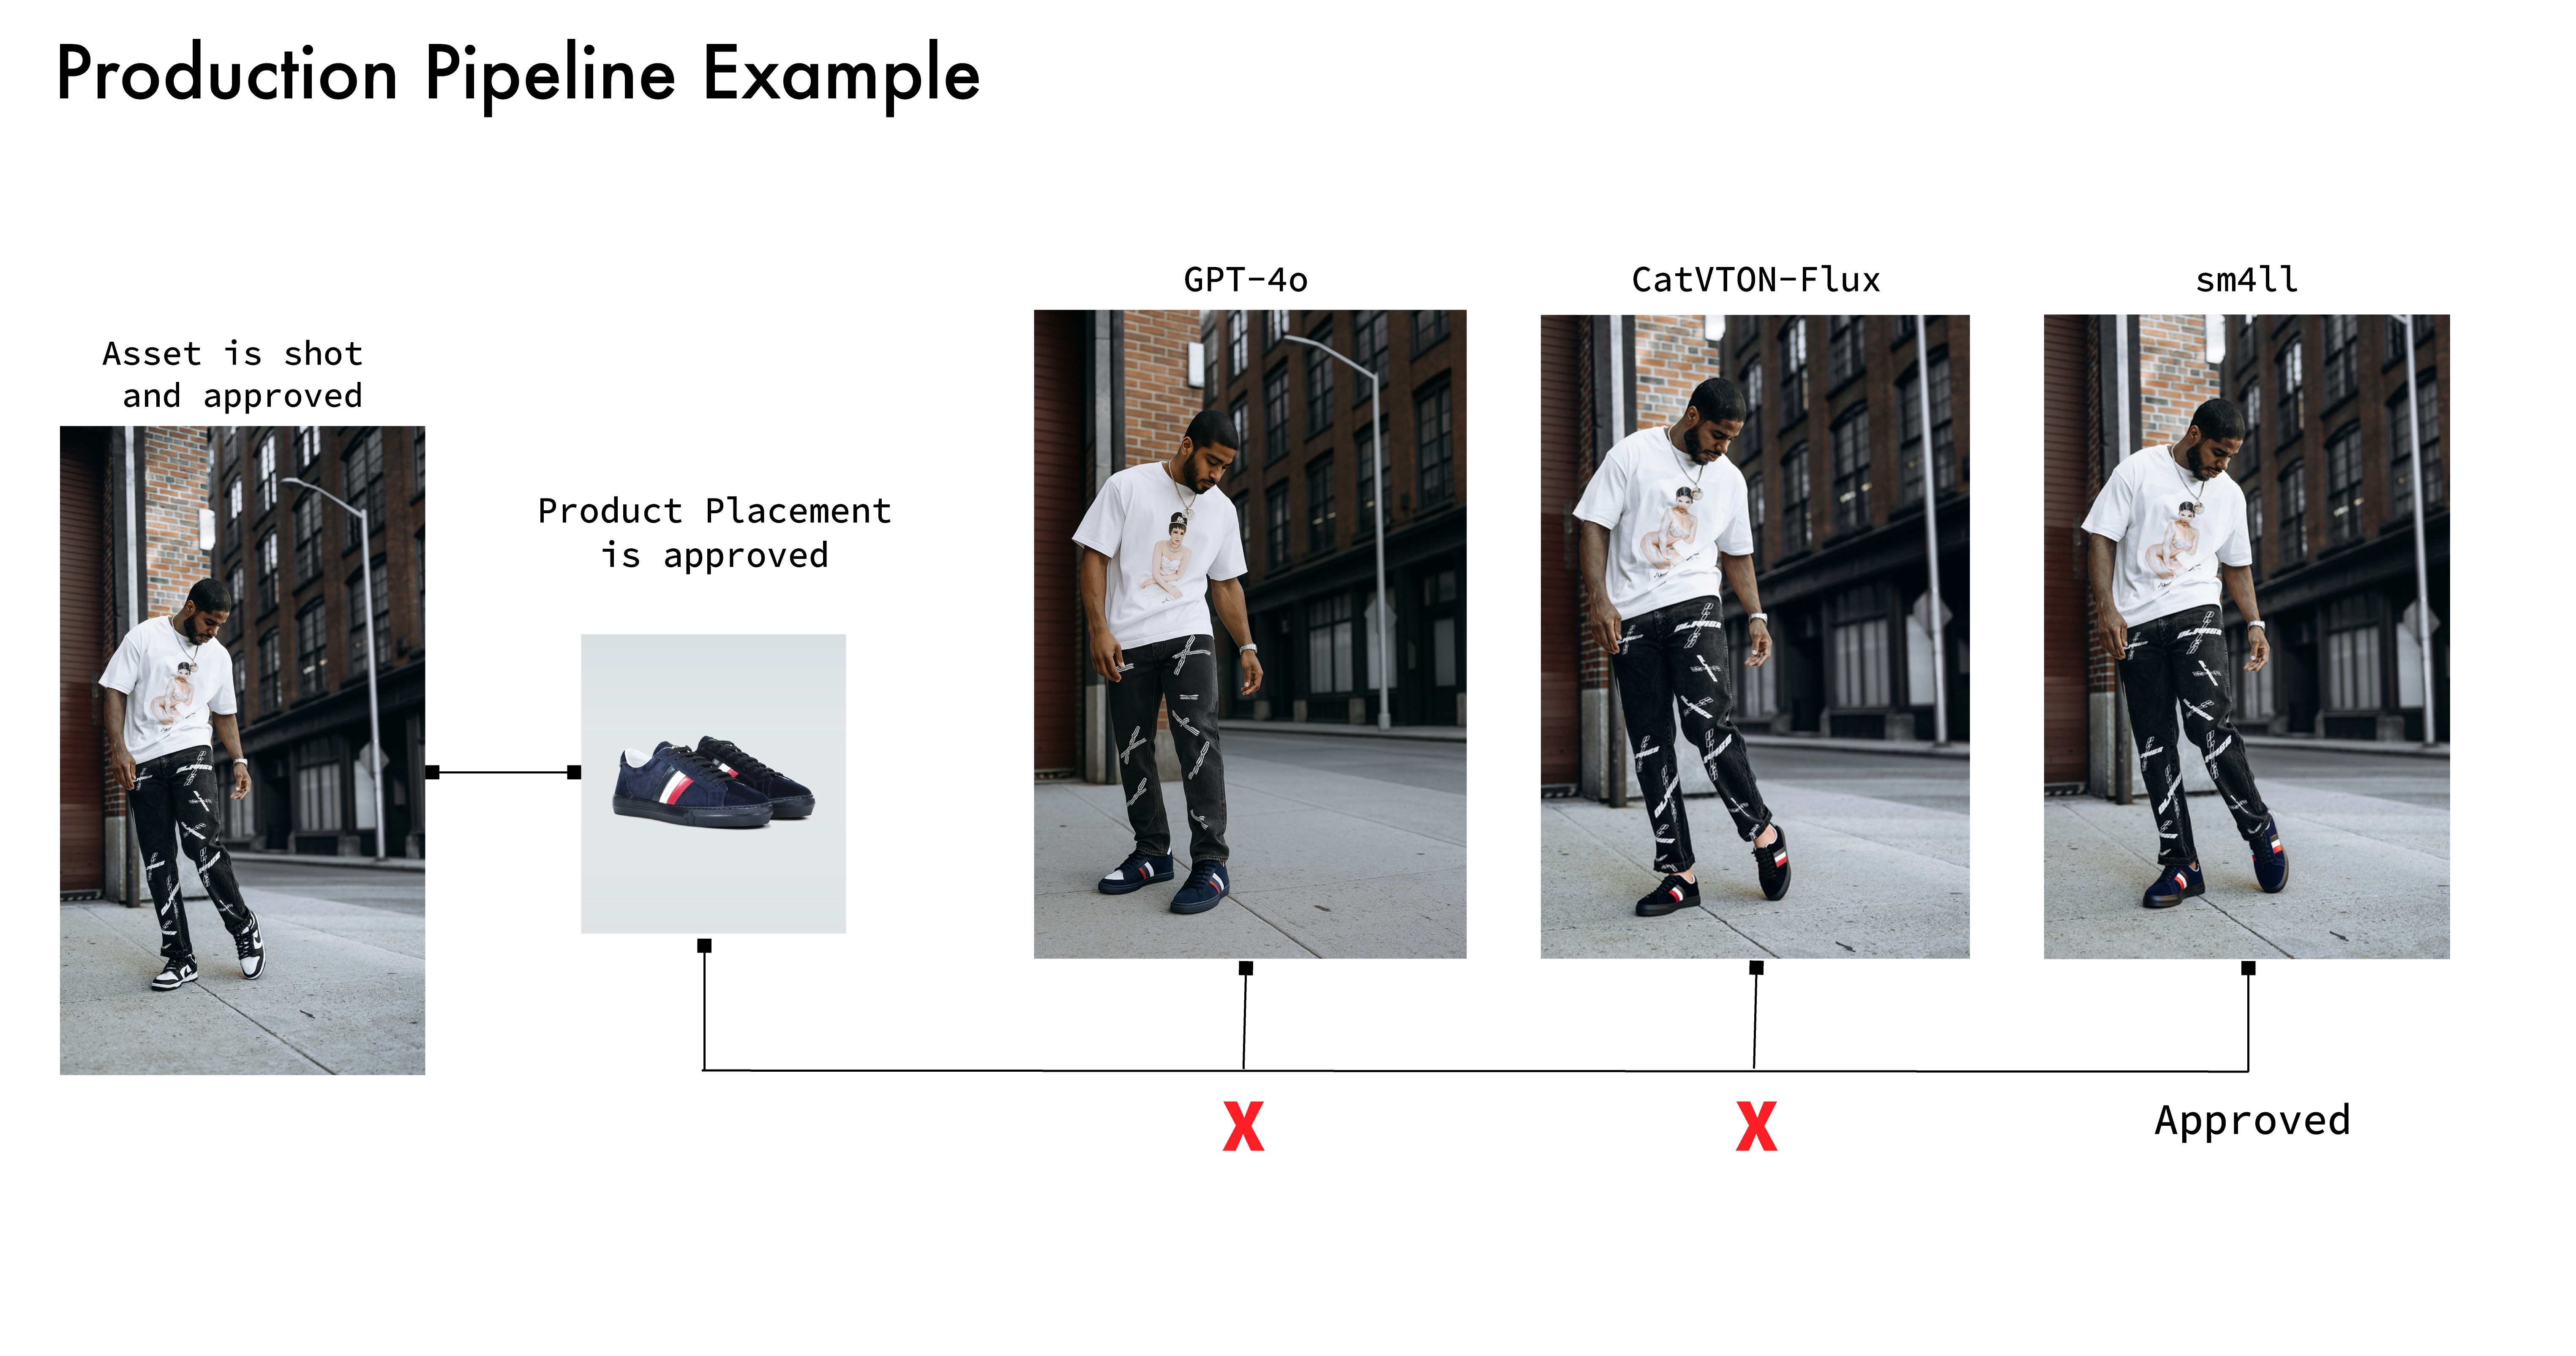 Production Pipeline Example
Asset is shot
and approved
Product Placement
is approved
GPT-4o
CatVTON-Flux
sm4ll
X
X
Approved